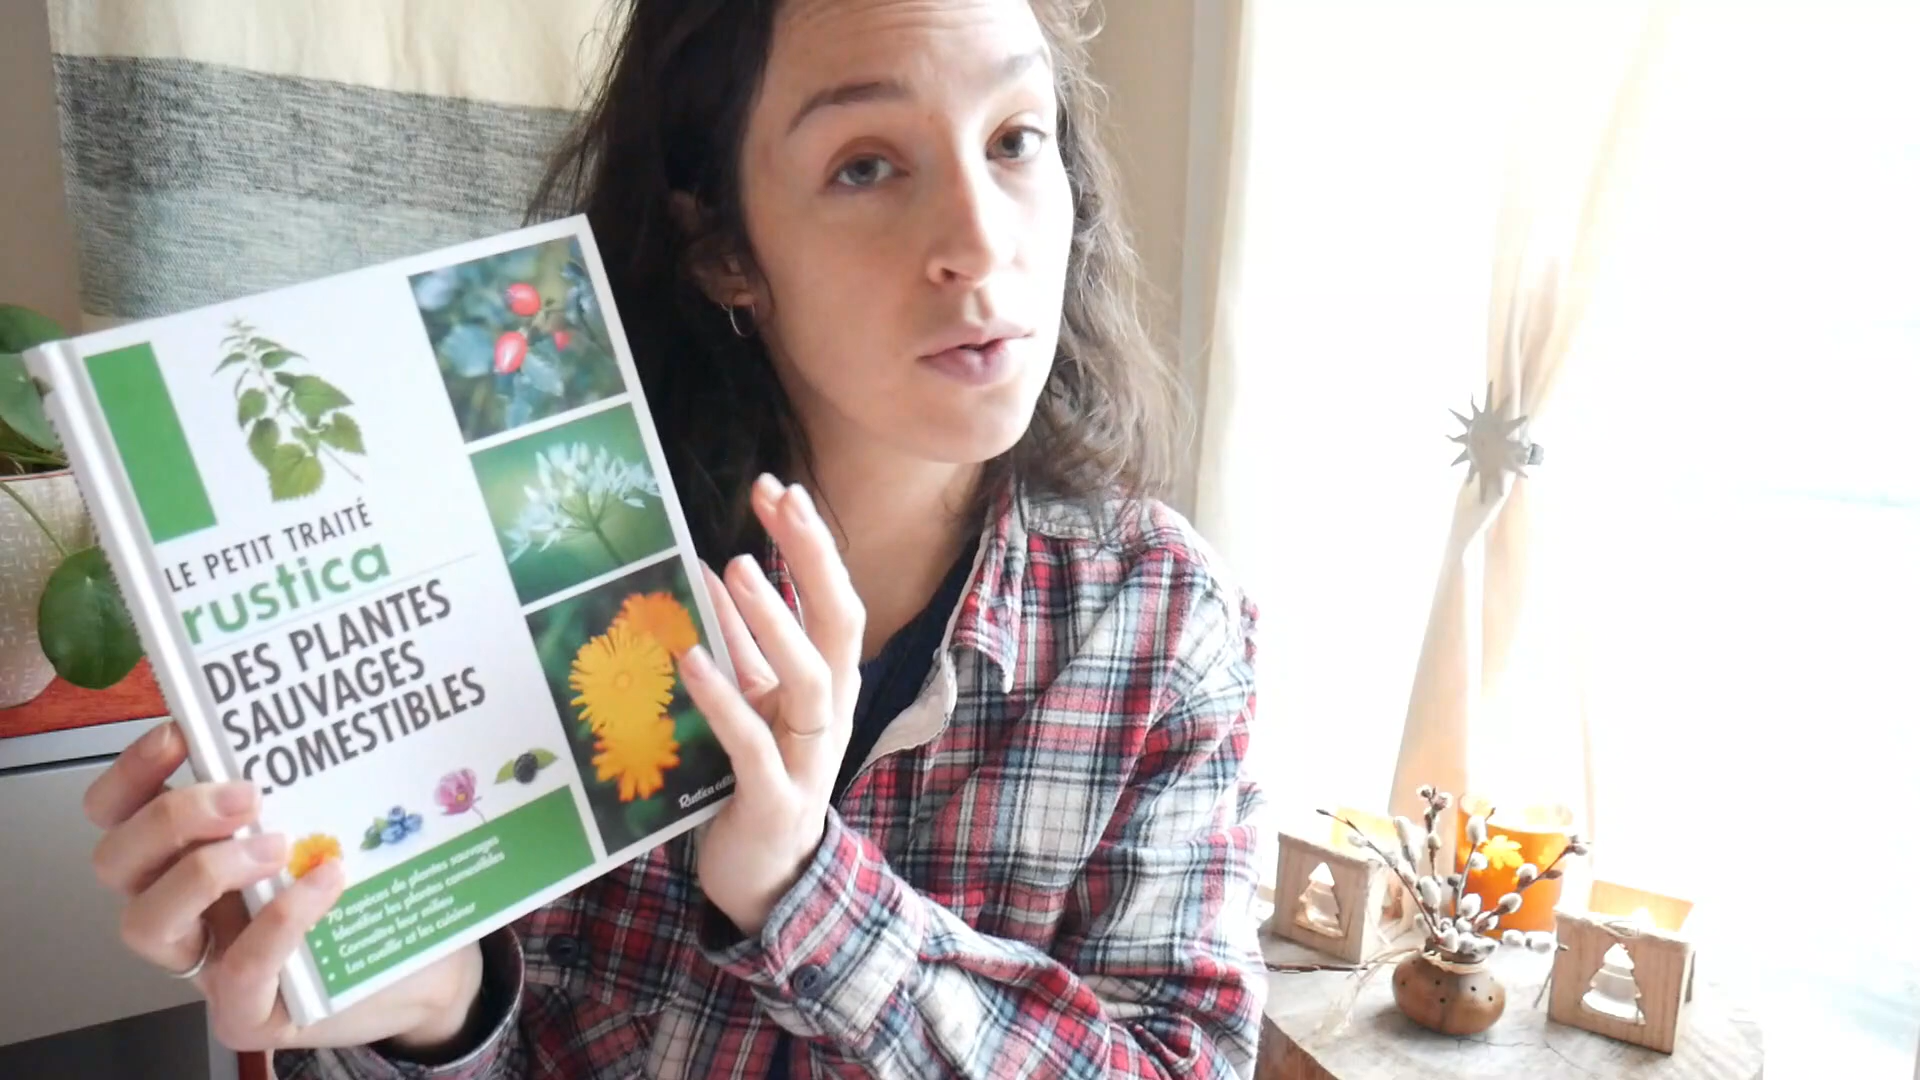 LE PETIT TRAITÉ
rustica
DES PLANTES
SAUVAGES
COMESTIBLES
70 espèces de plantes sauvages
Identifier les plantes comestibles
Connaître leur milieu
Les cueillir et les cuisiner
Rustica